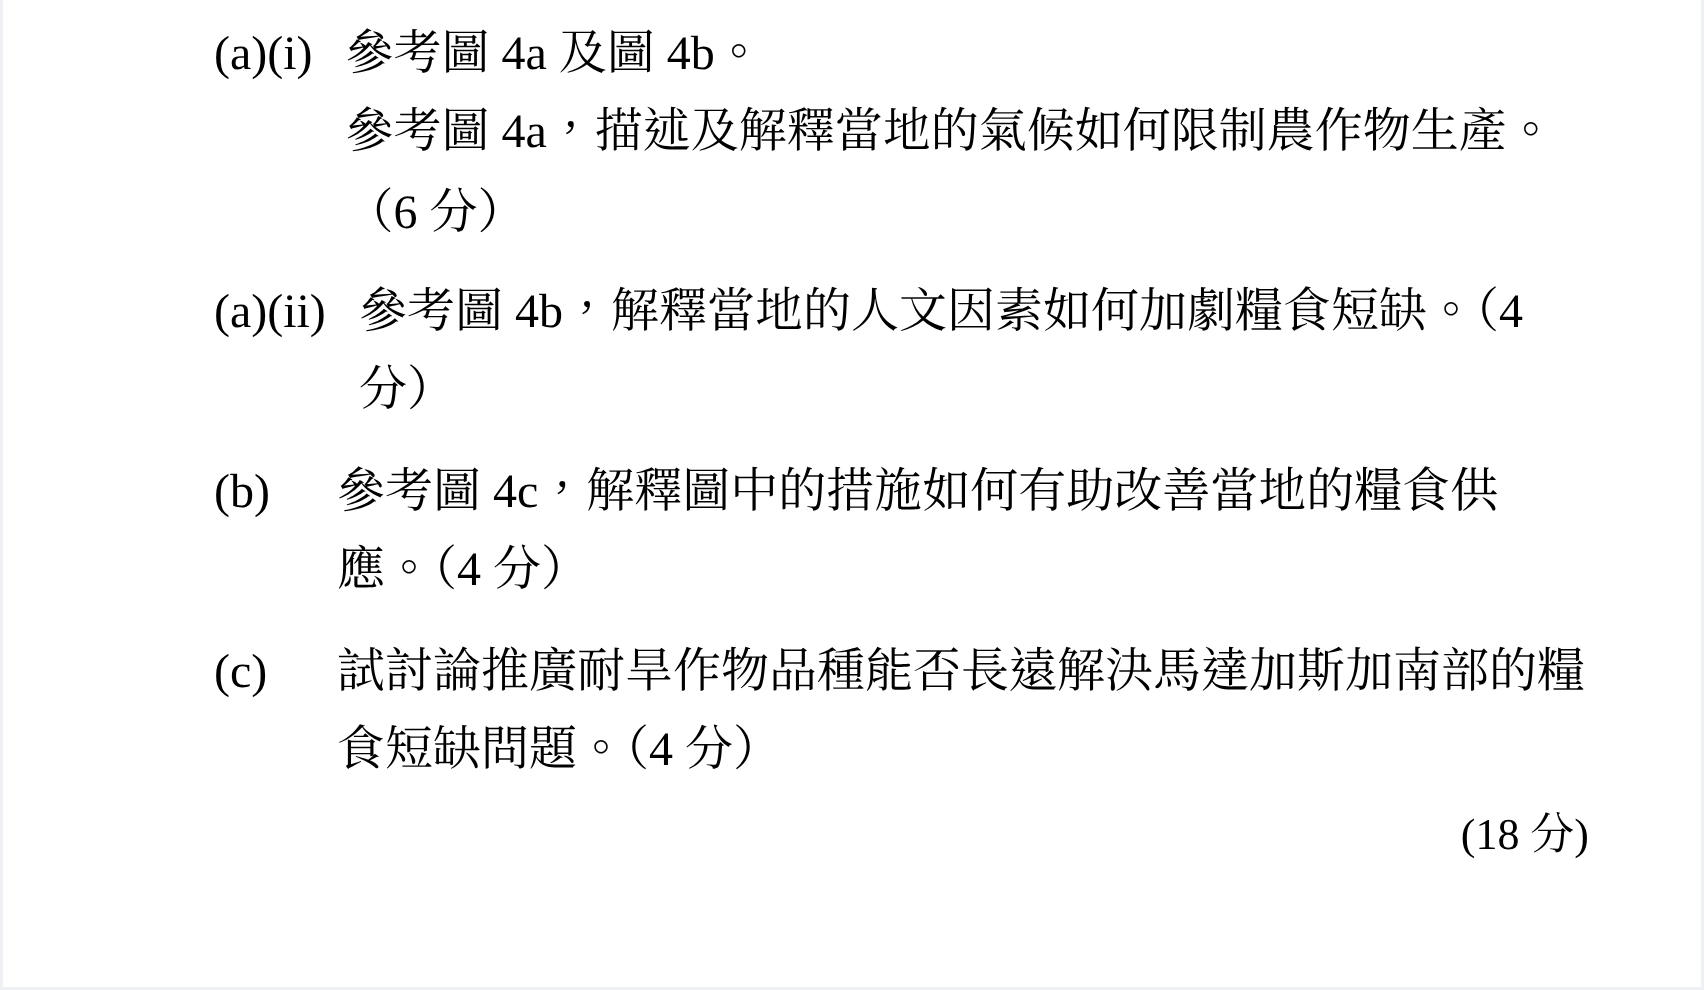 (a)(i) 參考圖 4a 及圖 4b。
參考圖 4a，描述及解釋當地的氣候如何限制農作物生產。
（6 分）
(a)(ii) 參考圖 4b，解釋當地的人文因素如何加劇糧食短缺。（4
分）
(b) 參考圖 4c，解釋圖中的措施如何有助改善當地的糧食供
應。（4 分）
(c) 試討論推廣耐旱作物品種能否長遠解決馬達加斯加南部的糧
食短缺問題。（4 分）
(18 分)